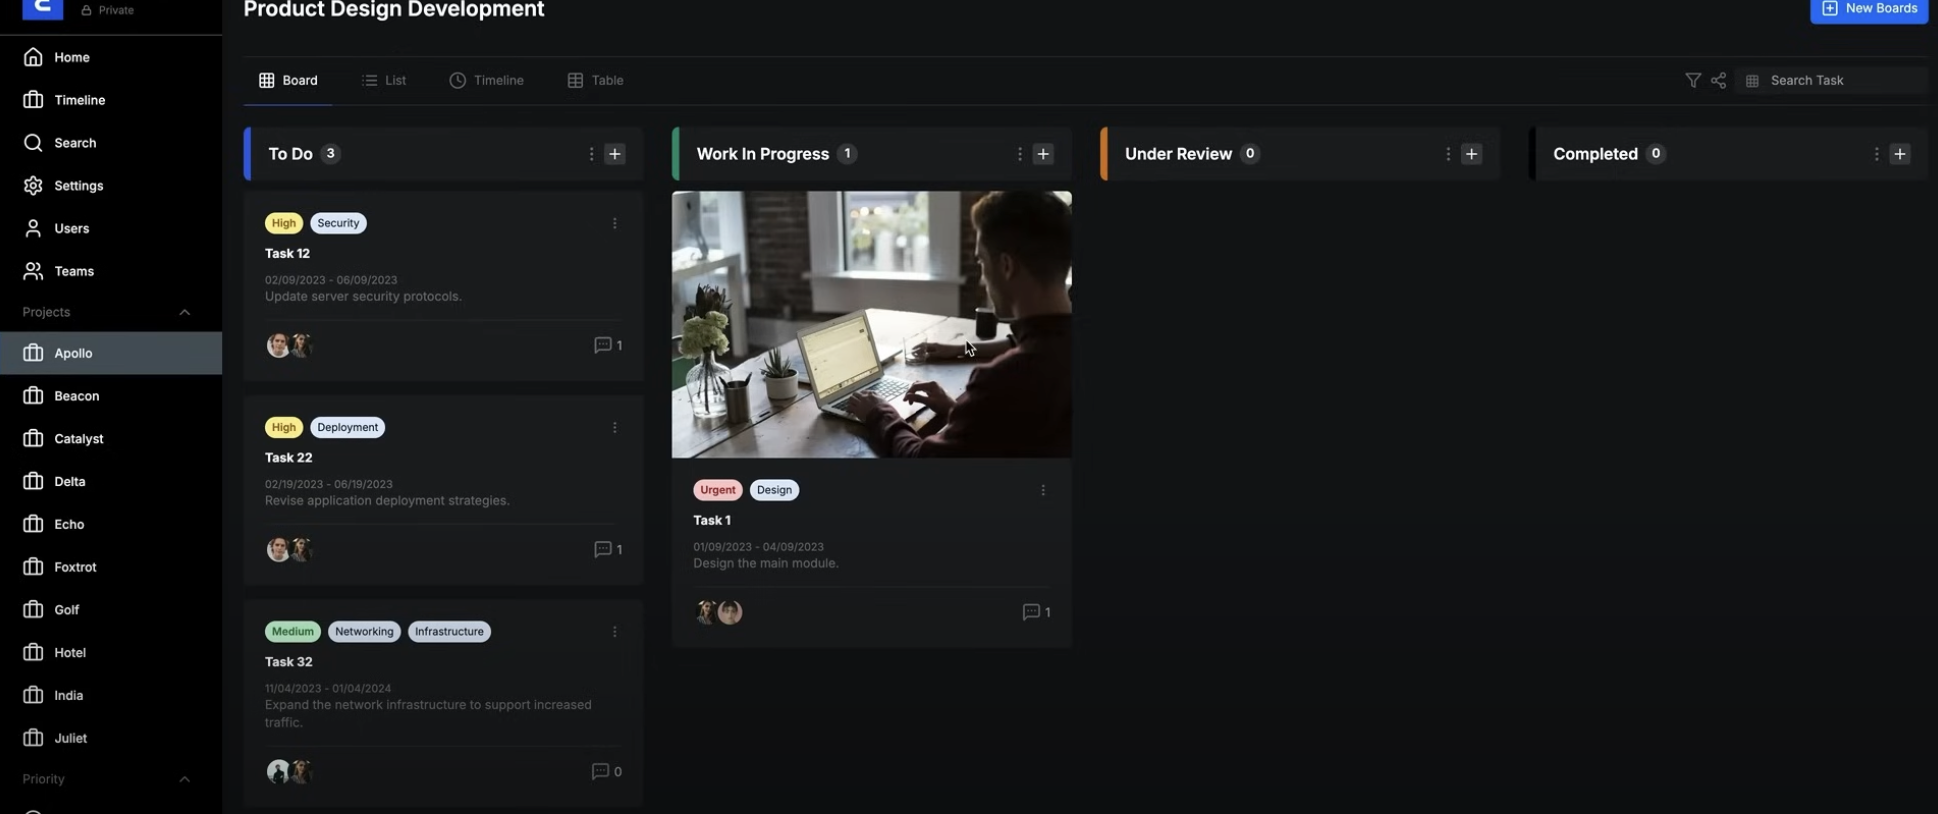 Private
Home
Timeline
Search
Settings
Users
Teams
Projects
Apollo
Beacon
Catalyst
Delta
Echo
Foxtrot
Golf
Hotel
India
Juliet
Priority
Product Design Development
New Boards
Board
List
Timeline
Table
Search Task
To Do 3
High Security
Task 12
02/09/2023 - 06/09/2023
Update server security protocols.
1
High Deployment
Task 22
02/19/2023 - 06/19/2023
Revise application deployment strategies.
1
Medium Networking Infrastructure
Task 32
11/04/2023 - 01/04/2024
Expand the network infrastructure to support increased
traffic.
0
Work In Progress 1
Urgent Design
Task 1
01/09/2023 - 04/09/2023
Design the main module.
1
Under Review 0
Completed 0